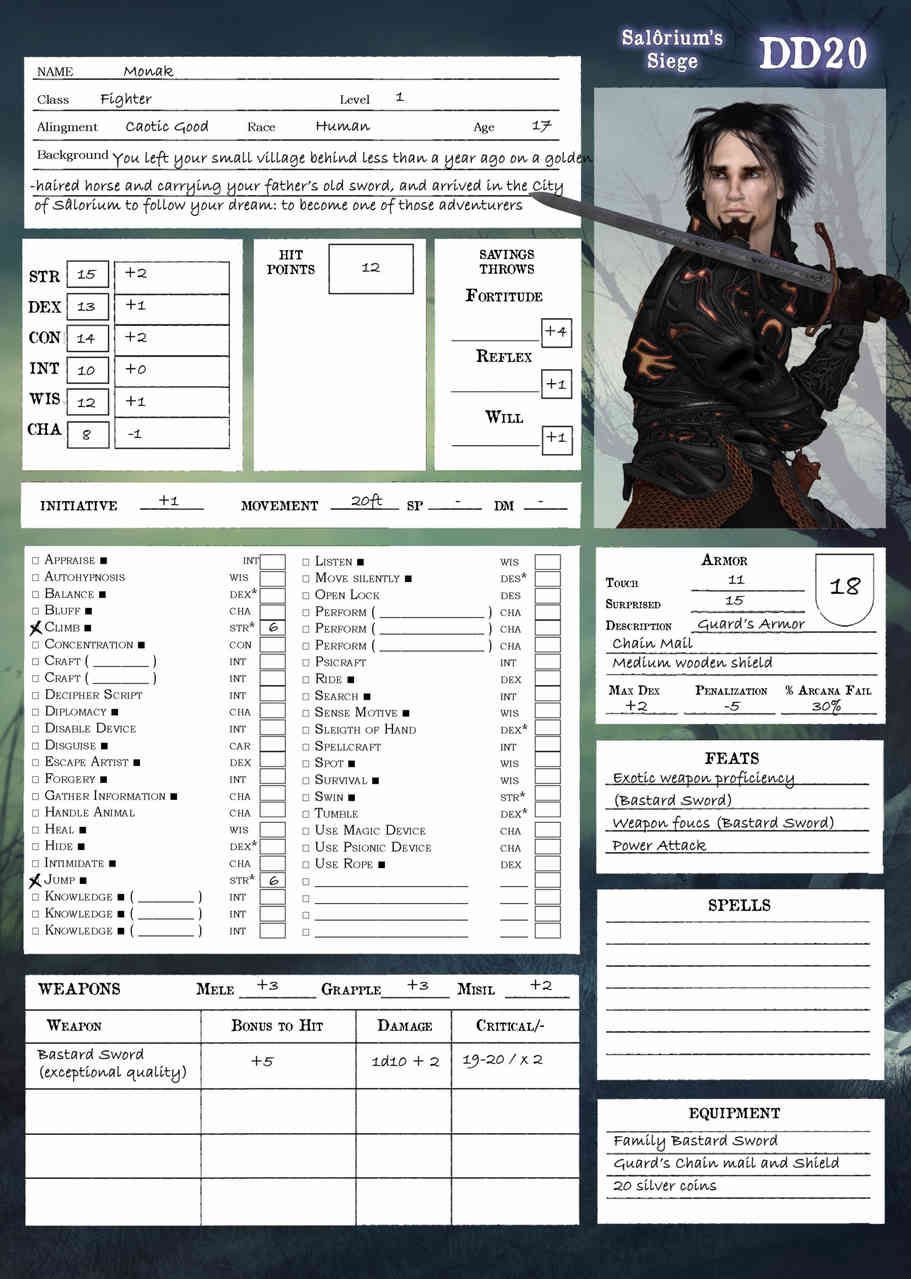 Salôrium's
Siege
DD20
NAME Monak
Class Fighter Level 1
Alingment Caotic Good Race Human Age 17
Background You left your small village behind less than a year ago on a golden
-haired horse and carrying your father's old sword, and arrived in the City
of Sâlorium to follow your dream: to become one of those adventurers
STR 15 +2
DEX 13 +1
CON 14 +2
INT 10 +0
WIS 12 +1
CHA 8 -1
HIT
POINTS
12
SAVINGS
THROWS
FORTITUDE
+4
REFLEX
+1
WILL
+1
INITIATIVE +1 MOVEMENT 20ft SP - DM -
APPRAISE INT
AUTOHYPNOSIS WIS
BALANCE DEX*
BLUFF CHA
X CLIMB STR* 6
CONCENTRATION CON
CRAFT ( ________ ) INT
CRAFT ( ________ ) INT
DECIPHER SCRIPT INT
DIPLOMACY CHA
DISABLE DEVICE INT
DISGUISE CAR
ESCAPE ARTIST DEX
FORGERY INT
GATHER INFORMATION CHA
HANDLE ANIMAL CHA
HEAL WIS
HIDE DEX*
INTIMIDATE CHA
X JUMP STR* 6
KNOWLEDGE ( ________ ) INT
KNOWLEDGE ( ________ ) INT
KNOWLEDGE ( ________ ) INT
LISTEN WIS
MOVE SILENTLY DES*
OPEN LOCK DES
PERFORM ( ________ ) CHA
PERFORM ( ________ ) CHA
PERFORM ( ________ ) CHA
PSICRAFT INT
RIDE DEX
SEARCH INT
SENSE MOTIVE WIS
SLEIGTH OF HAND DEX*
SPELLCRAFT INT
SPOT WIS
SURVIVAL WIS
SWIN STR*
TUMBLE DEX*
USE MAGIC DEVICE CHA
USE PSIONIC DEVICE CHA
USE ROPE DEX
ARMOR
TOUCH 11
SURPRISED 15
18
DESCRIPTION Guard's Armor
Chain Mail
Medium wooden shield
MAX DEX PENALIZATION % ARCANA FAIL
+2 -5 30%
FEATS
Exotic weapon proficiency
(Bastard Sword)
Weapon foucs (Bastard Sword)
Power Attack
SPELLS
WEAPONS MELE +3 GRAPPLE +3 MISIL +2
WEAPON BONUS TO HIT DAMAGE CRITICAL/-
Bastard Sword
(exceptional quality)
+5 1d10 + 2 19-20 / x 2
EQUIPMENT
Family Bastard Sword
Guard's Chain mail and Shield
20 silver coins